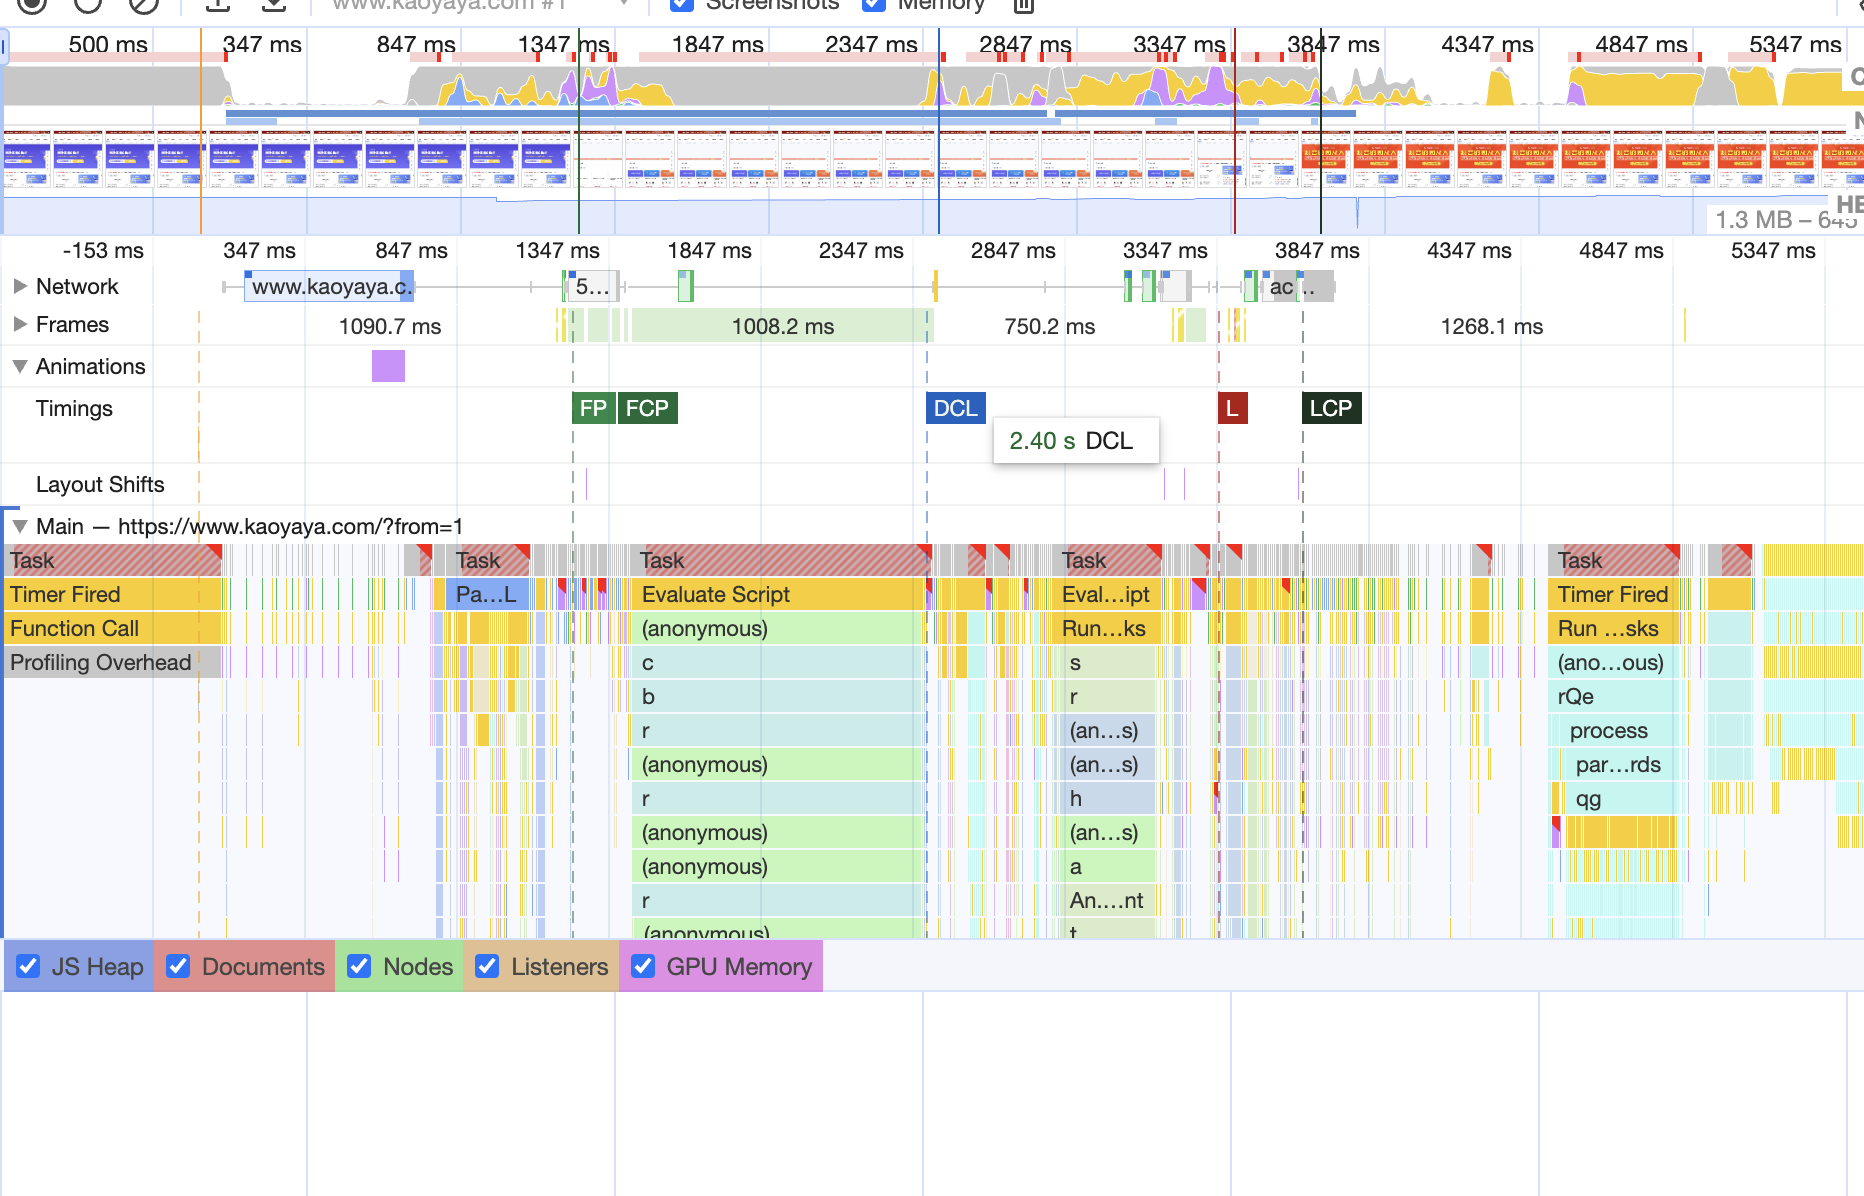 www.kaoyaya.com #1 Screenshots Memory
500 ms 347 ms 847 ms 1347 ms 1847 ms 2347 ms 2847 ms 3347 ms 3847 ms 4347 ms 4847 ms 5347 ms
HE
1.3 MB – 645
-153 ms 347 ms 847 ms 1347 ms 1847 ms 2347 ms 2847 ms 3347 ms 3847 ms 4347 ms 4847 ms 5347 ms
Network www.kaoyaya.c… 5… ac…
Frames 1090.7 ms 1008.2 ms 750.2 ms 1268.1 ms
Animations
Timings FP FCP DCL L LCP
2.40 s DCL
Layout Shifts
Main — https://www.kaoyaya.com/?from=1
Task Task Task Task Task
Timer Fired Pa…L Evaluate Script Eval…ipt Timer Fired
Function Call (anonymous) Run…ks Run …sks
Profiling Overhead c s (ano…ous)
b r rQe
r (an…s) process
(anonymous) (an…s) par…rds
r h qg
(anonymous) (an…s)
(anonymous) a
r An.…nt
(anonymous) t
JS Heap Documents Nodes Listeners GPU Memory